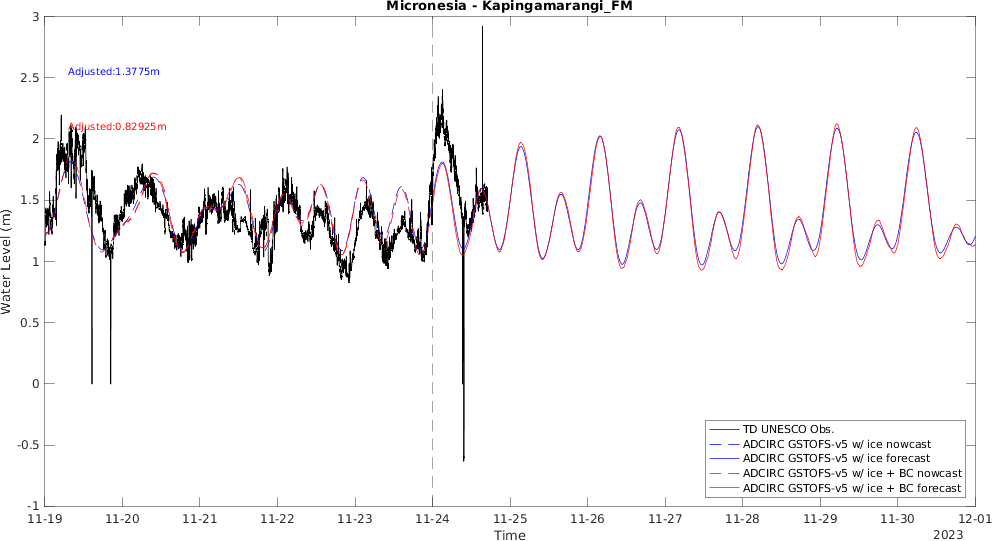 Micronesia - Kapingamarangi_FM
3
2.5
2
1.5
1
0.5
0
-0.5
-1
Water Level (m)
Adjusted:1.3775m
Adjusted:0.82925m
TD UNESCO Obs.
ADCIRC GSTOFS-v5 w/ ice nowcast
ADCIRC GSTOFS-v5 w/ ice forecast
ADCIRC GSTOFS-v5 w/ ice + BC nowcast
ADCIRC GSTOFS-v5 w/ ice + BC forecast
11-19 11-20 11-21 11-22 11-23 11-24 11-25 11-26 11-27 11-28 11-29 11-30 12-01
Time
2023